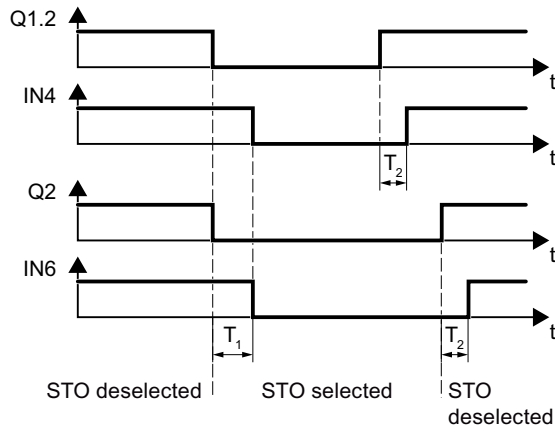 Q1.2
t
IN4
t
T2
Q2
t
IN6
t
T1
T2
STO deselected
STO selected
STO
deselected